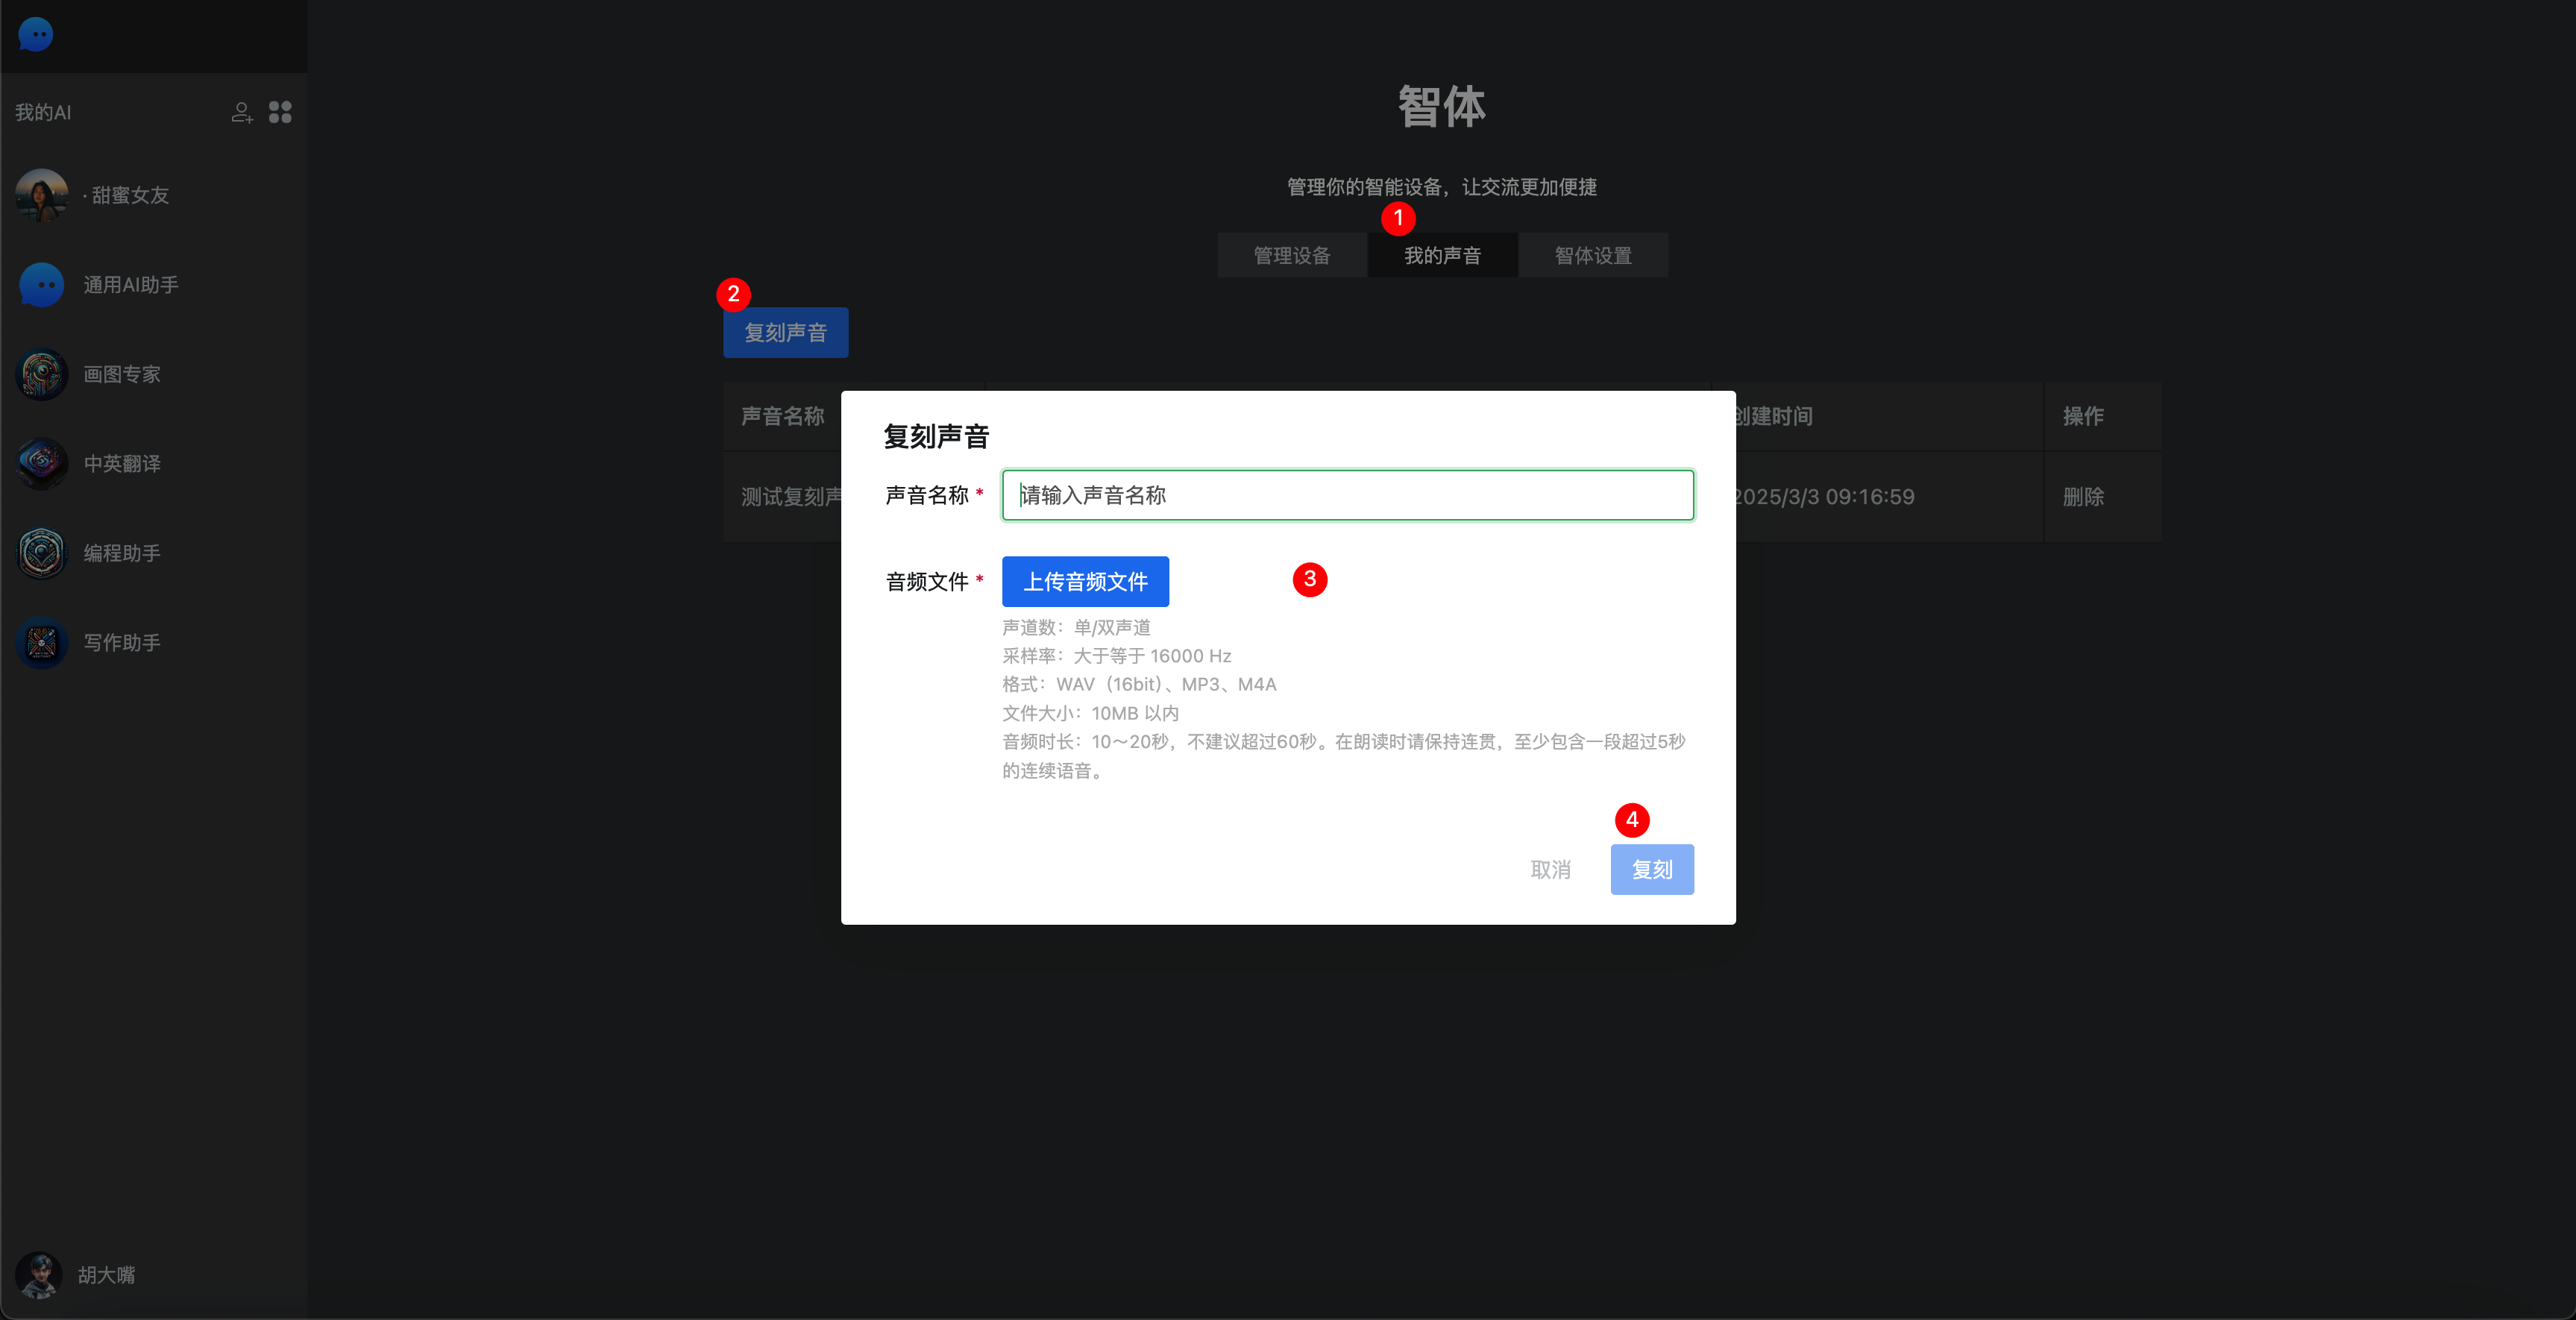 我的AI
· 甜蜜女友
通用AI助手
画图专家
中英翻译
编程助手
写作助手
胡大嘴
智体
管理你的智能设备，让交流更加便捷
1
管理设备 我的声音 智体设置
2
复刻声音
声音名称 创建时间 操作
测试复刻声 2025/3/3 09:16:59 删除
复刻声音
声音名称 * 请输入声音名称
音频文件 * 上传音频文件 3
声道数：单/双声道
采样率：大于等于 16000 Hz
格式：WAV（16bit）、MP3、M4A
文件大小：10MB 以内
音频时长：10～20秒，不建议超过60秒。在朗读时请保持连贯，至少包含一段超过5秒
的连续语音。
4
取消 复刻